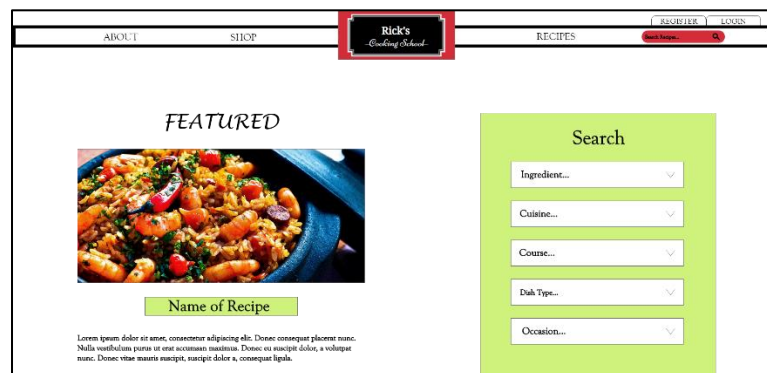 REGISTER LOGIN
ABOUT SHOP Rick's Cooking School RECIPES Search Recipes...
FEATURED
Search
Ingredient...
Cuisine...
Course...
Dish Type...
Occasion...
Name of Recipe
Lorem ipsum dolor sit amet, consectetur adipiscing elit. Donec consequat placerat nunc.
Nulla vestibulum purus ut erat accumsan maximus. Donec eu suscipit dolor, a volutpat
nunc. Donec vitae mauris suscipit, suscipit dolor a, consequat ligula.